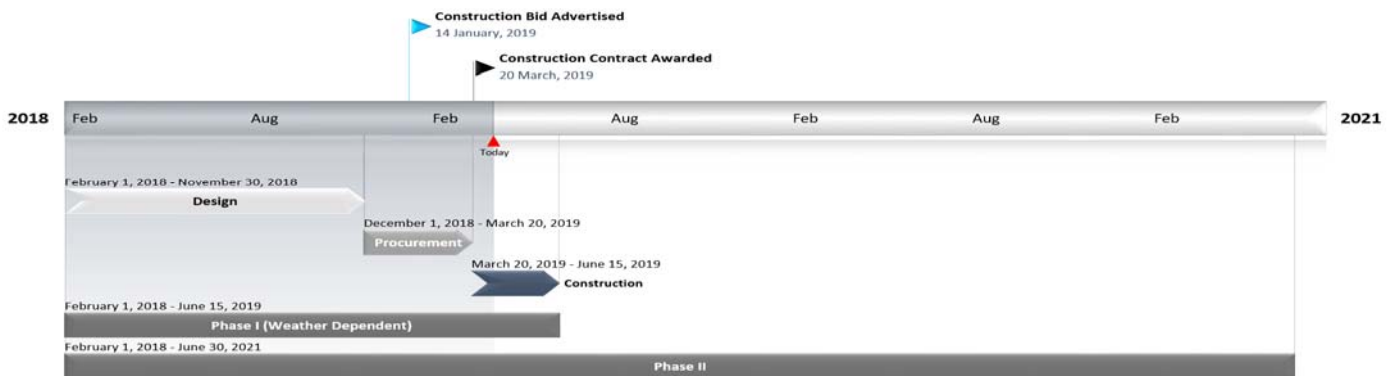 Construction Bid Advertised
14 January, 2019
Construction Contract Awarded
20 March, 2019
2018 Feb Aug Feb Aug Feb Aug Feb 2021
Today
February 1, 2018 - November 30, 2018
Design
December 1, 2018 - March 20, 2019
Procurement
March 20, 2019 - June 15, 2019
Construction
February 1, 2018 - June 15, 2019
Phase I (Weather Dependent)
February 1, 2018 - June 30, 2021
Phase II